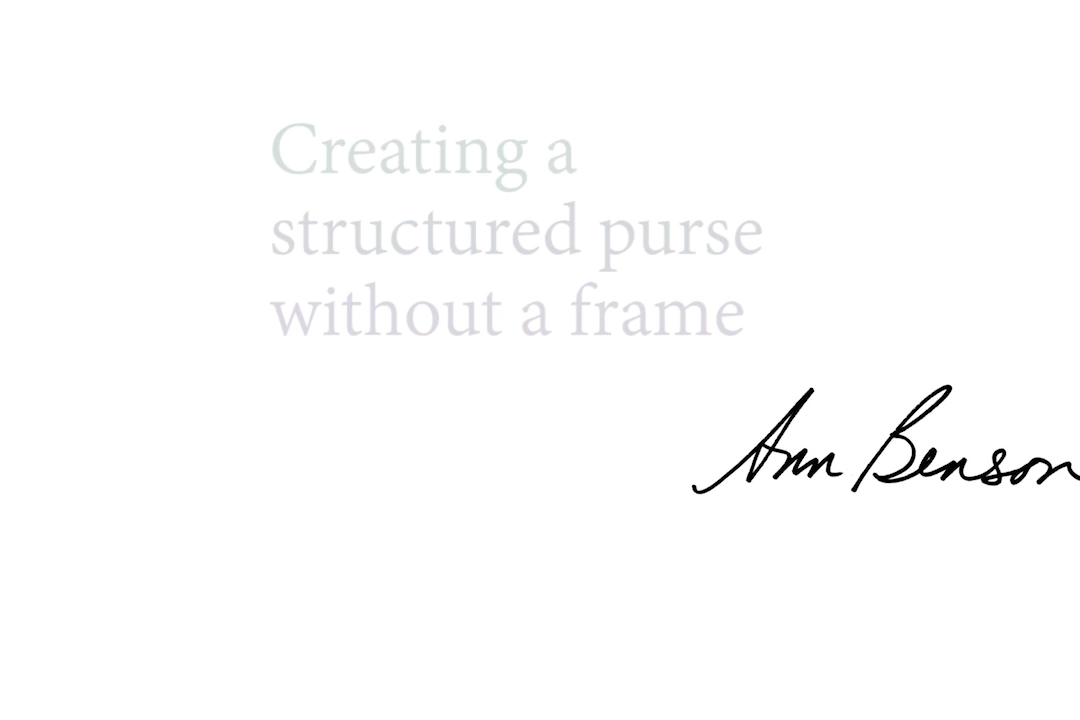 Creating a
structured purse
without a frame
Ann Benson